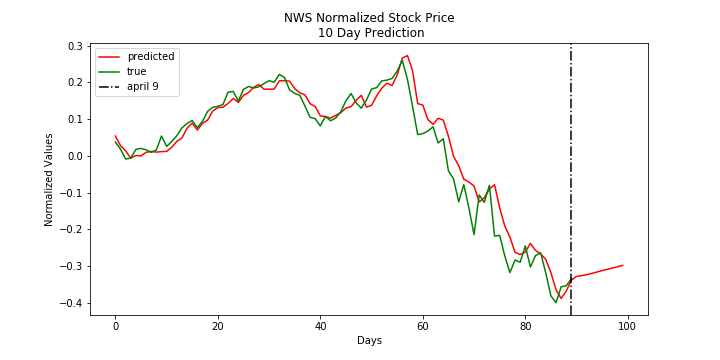 NWS Normalized Stock Price
10 Day Prediction
predicted
true
april 9
Normalized Values
0.3
0.2
0.1
0.0
−0.1
−0.2
−0.3
−0.4
0
20
40
60
80
100
Days